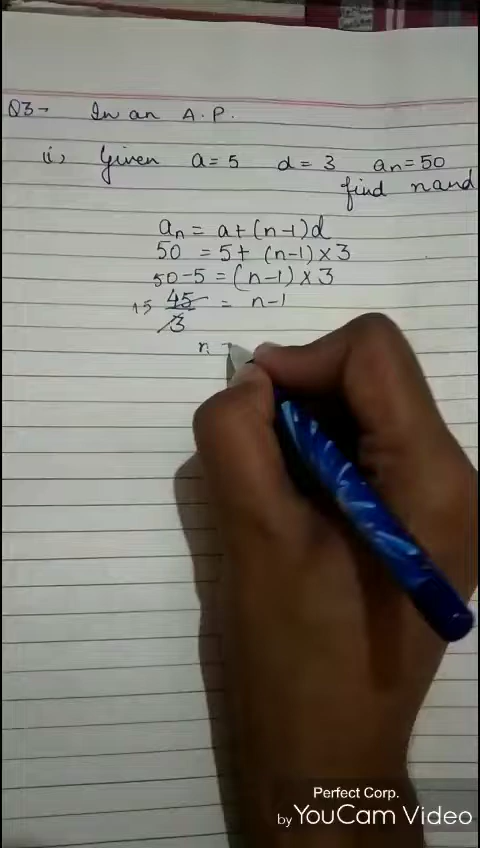 Q3- In an A.P.
(i) Given a = 5 d = 3 an = 50
find n and
an = a + (n-1)d
50 = 5 + (n-1) × 3
50-5 = (n-1) × 3
15 45/3 = n-1
n =
Perfect Corp.
by YouCam Video